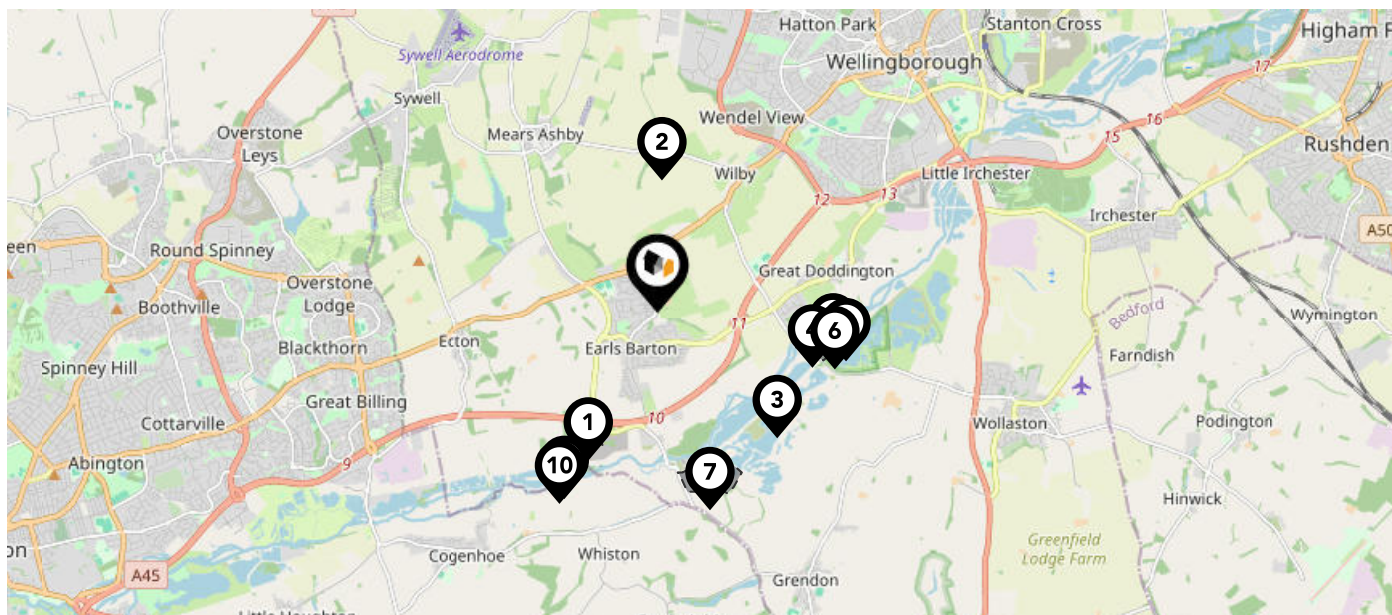 Hatton Park
Stanton Cross
Higham F
Sywell Aerodrome
Wellingborough
17
Sywell
Wendel View
16
Overstone
Leys
Mears Ashby
2
15
Rushden
Wilby
Little Irchester
13
12
Irchester
A50
een
Round Spinney
Great Doddington
Overstone
Lodge
Boothville
Bedford
Wymington
11
4
6
Ecton
Earls Barton
Blackthorn
Farndish
Spinney Hill
Great Billing
3
10
1
Cottarville
Wollaston
Podington
Abington
9
10
7
Hinwick
on
Cogenhoe
Whiston
Greenfield
Lodge Farm
A45
Grendon